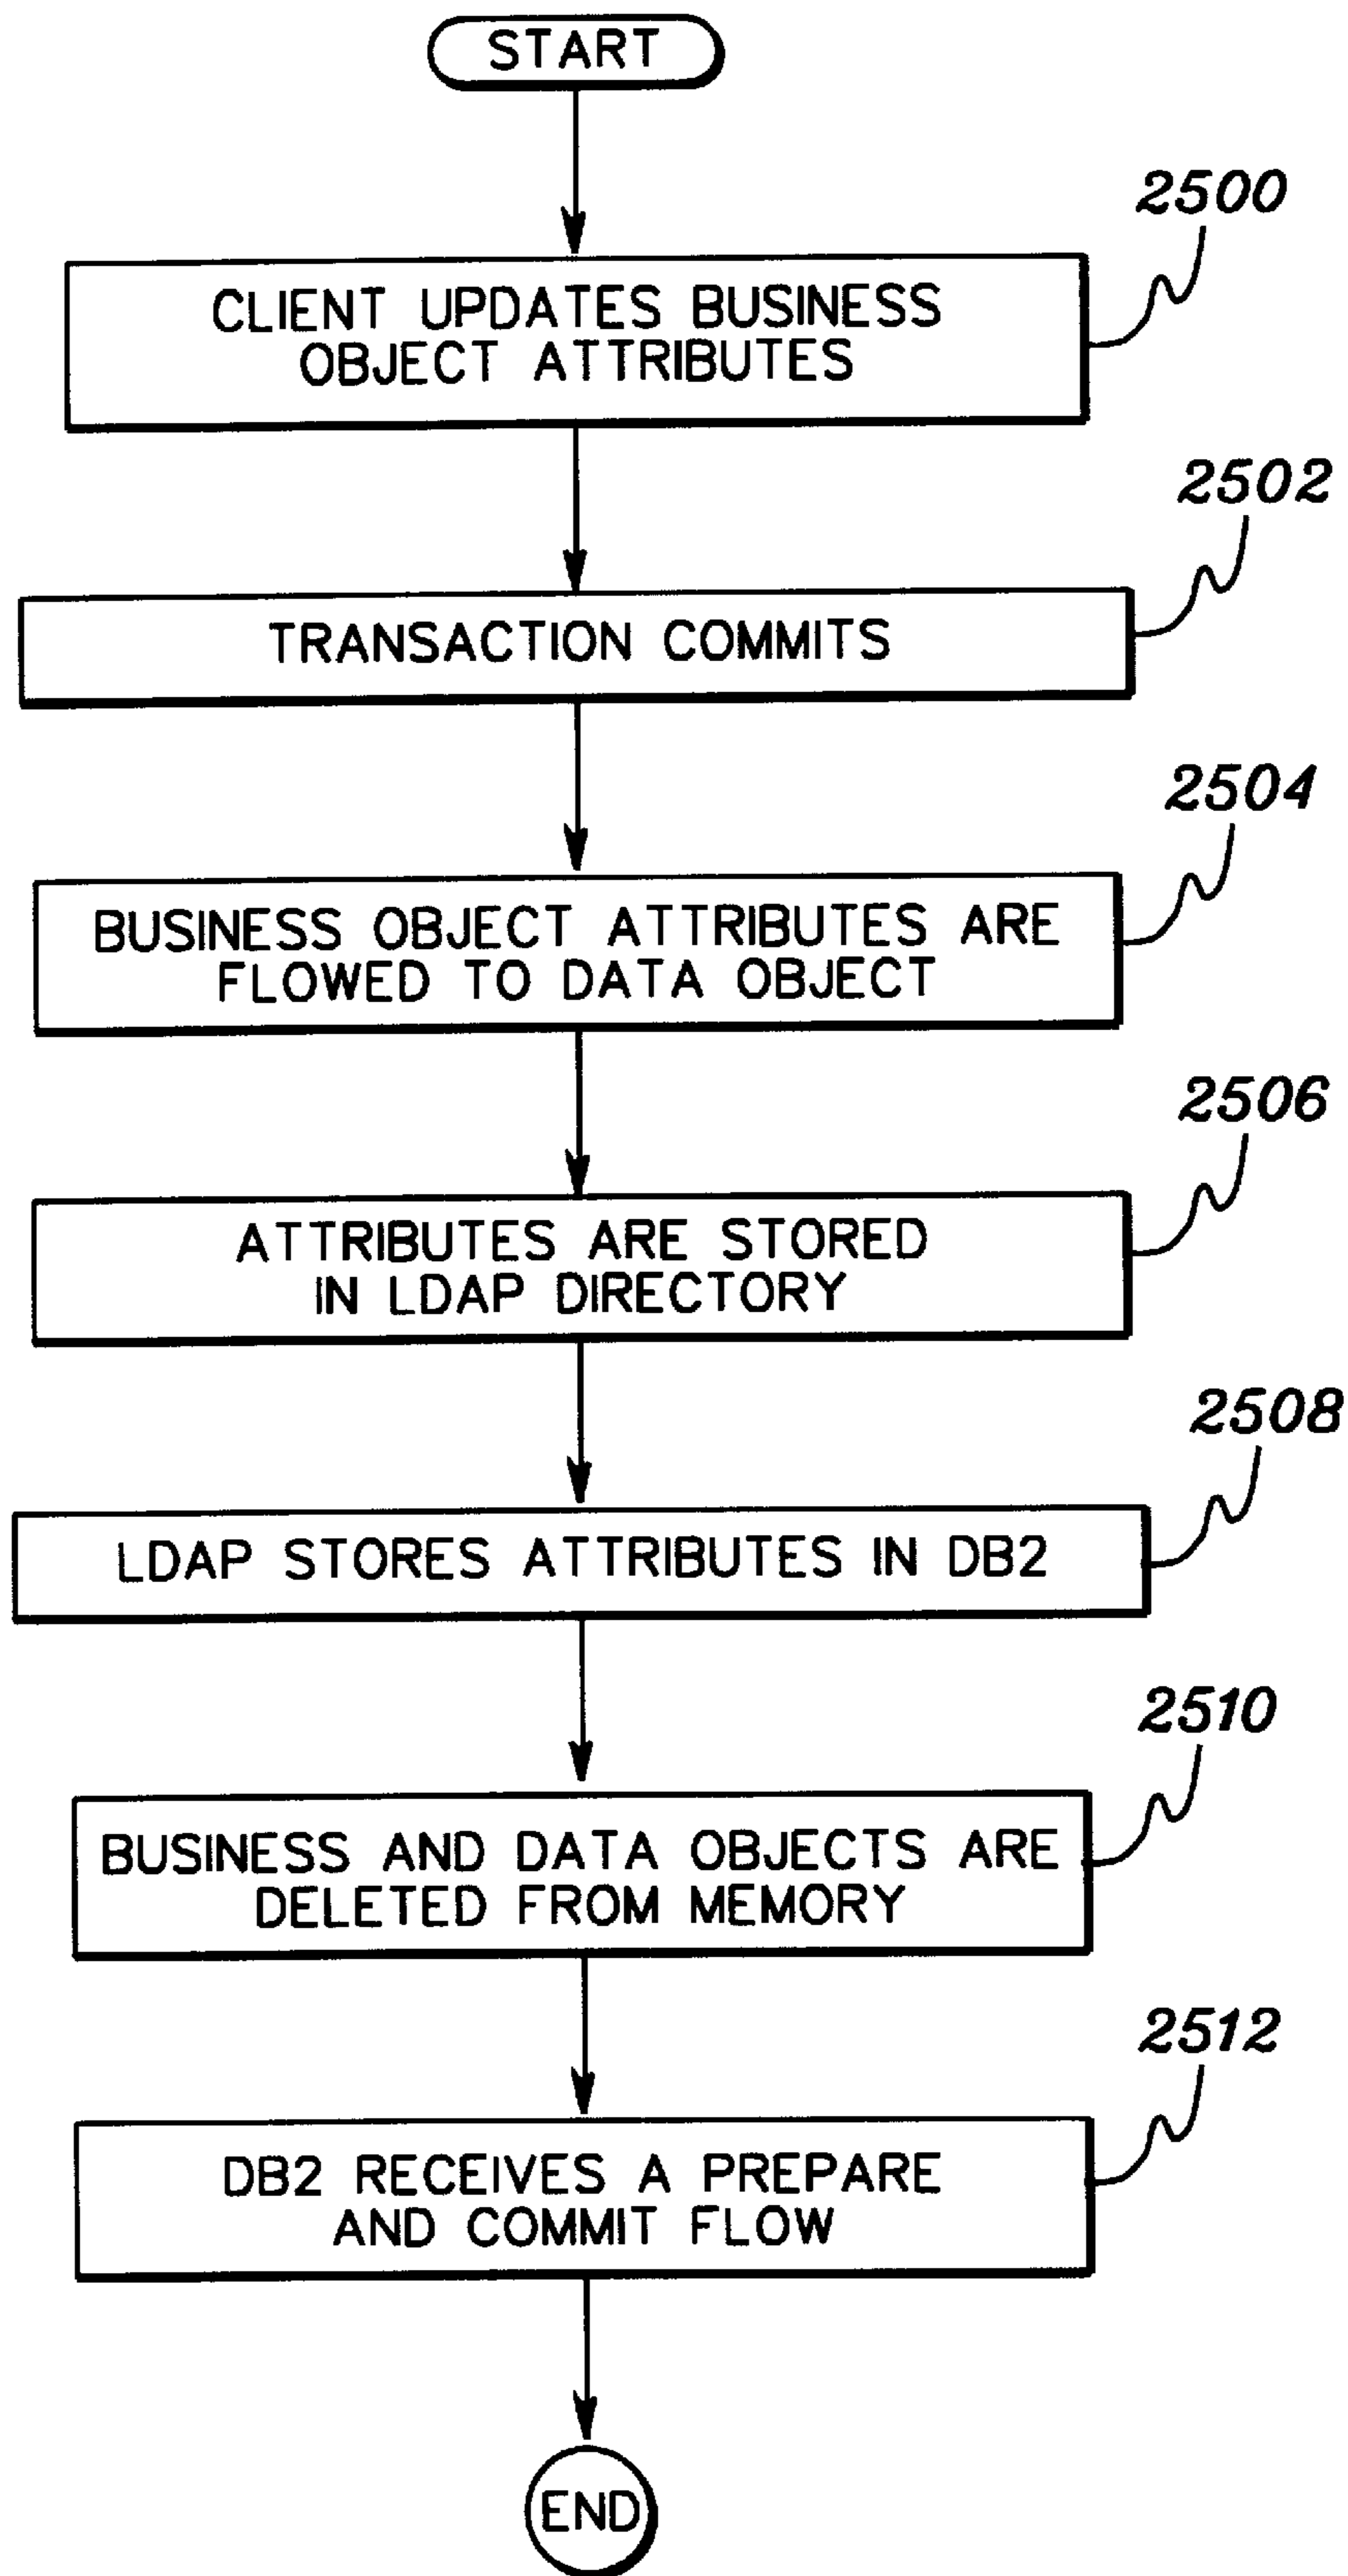 START
2500
CLIENT UPDATES BUSINESS
OBJECT ATTRIBUTES
2502
TRANSACTION COMMITS
2504
BUSINESS OBJECT ATTRIBUTES ARE
FLOWED TO DATA OBJECT
2506
ATTRIBUTES ARE STORED
IN LDAP DIRECTORY
2508
LDAP STORES ATTRIBUTES IN DB2
2510
BUSINESS AND DATA OBJECTS ARE
DELETED FROM MEMORY
2512
DB2 RECEIVES A PREPARE
AND COMMIT FLOW
END